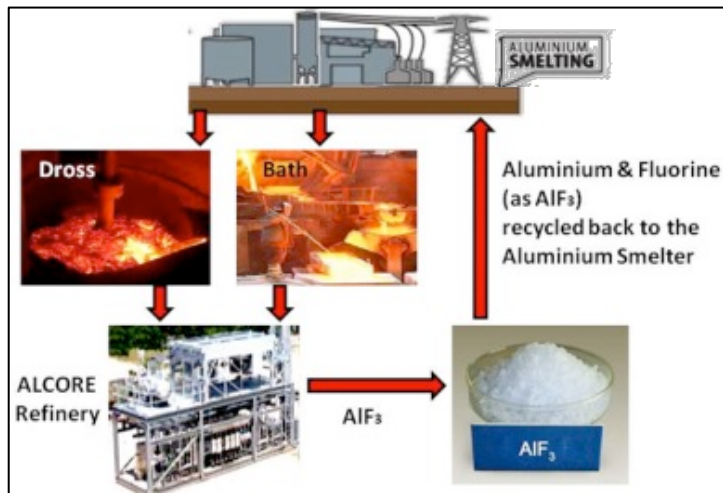 ALUMINIUM
SMELTING
Dross
Bath
Aluminium & Fluorine
(as AlF₃)
recycled back to the
Aluminium Smelter
ALCORE
Refinery
AlF₃
AlF₃